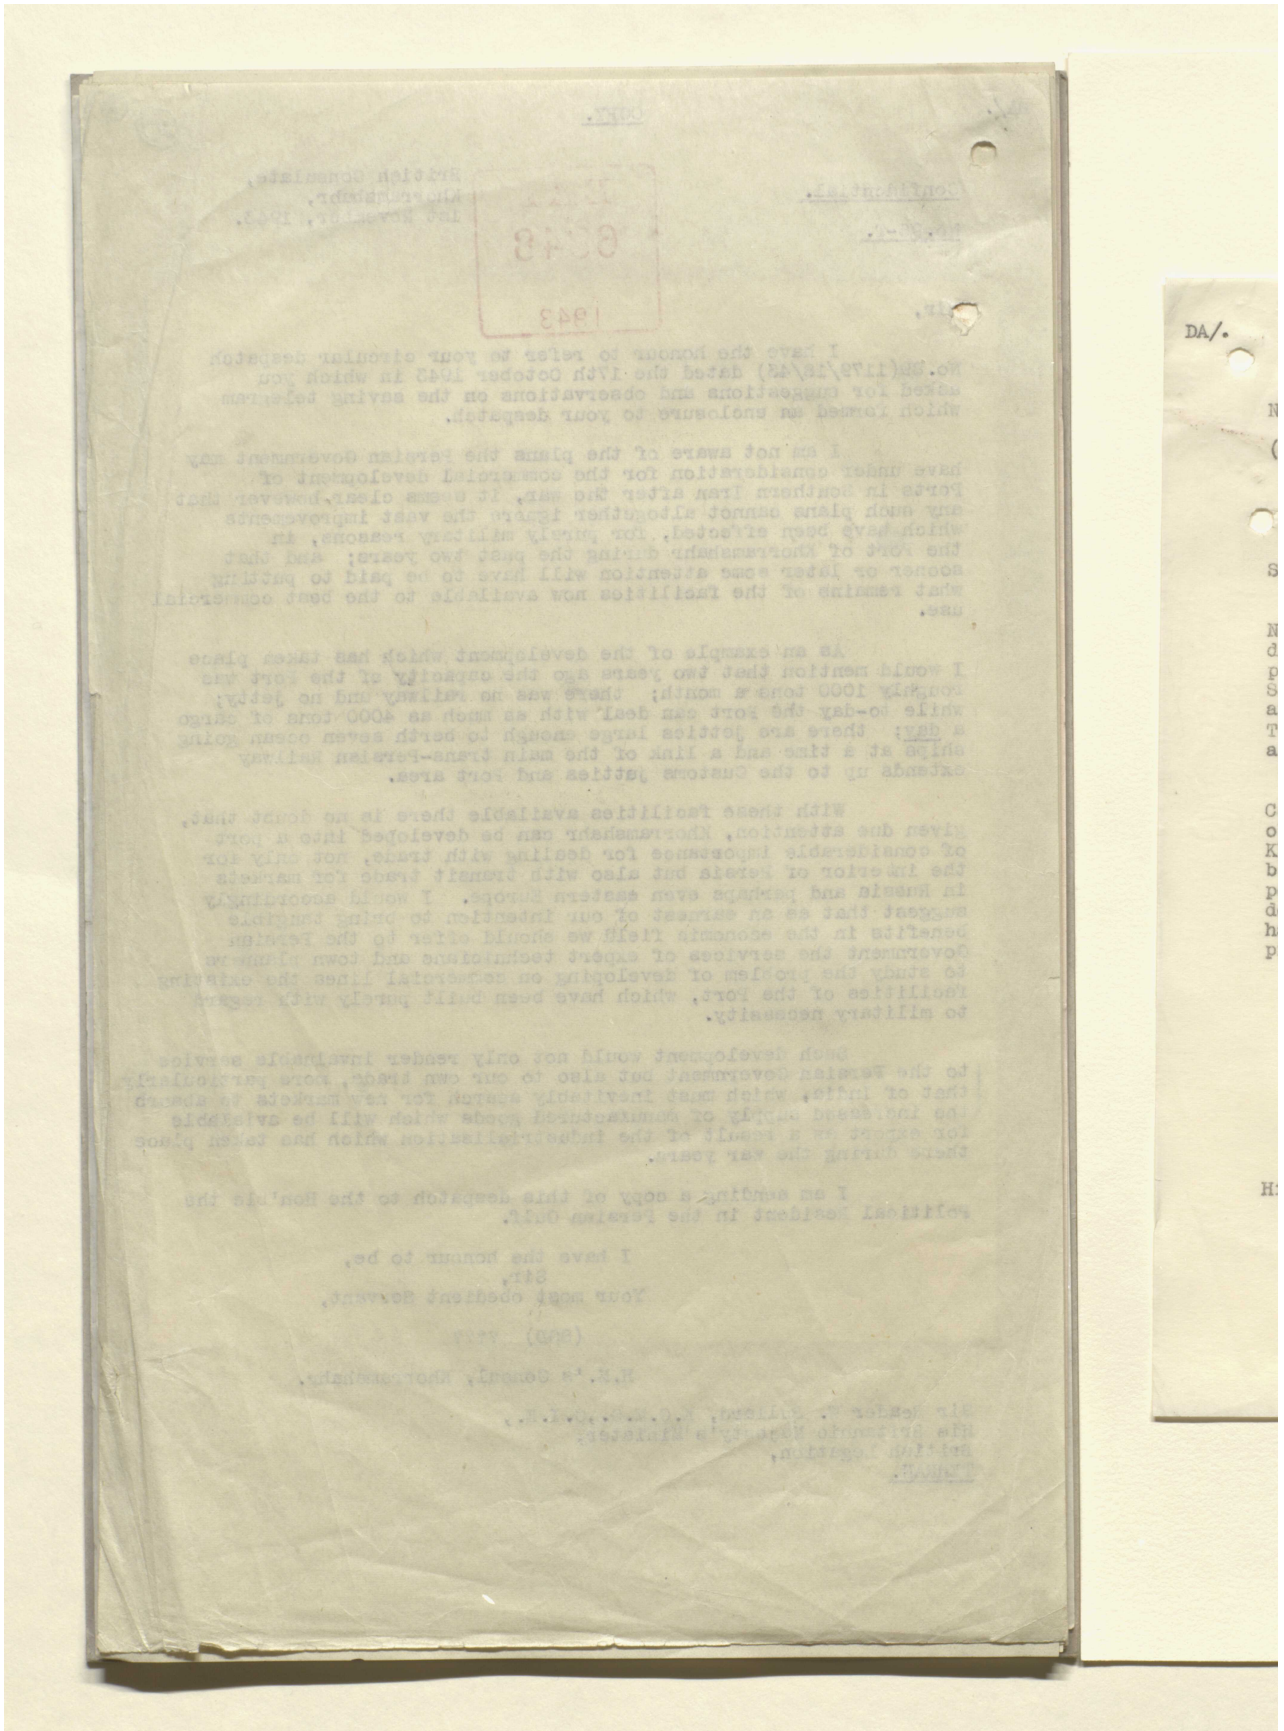 COPY.
British Consulate,
Khorramshahr,
1st November, 1943.
Confidential.
6648
1943
Sir,
I have the honour to refer to your circular despatch
dated the 17th October 1943 in which you
asked for suggestions and observations on the saving telegram
which formed an enclosure to your despatch.
I am not aware of the plans the Persian Government may
have under consideration for the commercial development of
Ports in Southern Iran after the war, it seems clear,however that
any such plans cannot altogether ignore the vast improvements
which have been effected, for purely military reasons, in
the Port of Khorramshahr during the past two years; and that
sooner or later some attention will have to be paid to putting
what remains of the facilities now available to the best commercial
use.
As an example of the development which has taken place
I would mention that two years ago the capacity of the Port was
roughly 1000 tons a month; there was no railway and no jetty;
while to-day the Port can deal with as much as 4000 tons of cargo
a day; there are jetties large enough to berth seven ocean going
ships at a time and a link of the main trans-Persian Railway
extends up to the Customs jetties and Port area.
With these facilities available there is no doubt that,
given due attention, Khorramshahr can be developed into a port
of considerable importance for dealing with trade, not only for
the interior of Persia but also with transit trade for markets
in Russia and perhaps even eastern Europe. I would accordingly
suggest that as an earnest of our intention to bring tangible
benefits in the economic field we should offer to the Persian
Government the services of expert technicians and town planners
to study the problem of developing on commercial lines the existing
facilities of the Port, which have been built purely with regard
to military necessity.
Such development would not only render invaluable service
to the Persian Government but also to our own trade, more particularly
that of India, which must inevitably search for new markets to absorb
the increased supply of manufactured goods which will be available
for export as a result of the industrialisation which has taken place
there during the war years.
I am sending a copy of this despatch to the Hon'ble the
Political Resident in the Persian Gulf.
I have the honour to be,
Sir,
Your most obedient Servant,
(SGD)
H.M.'s Consul, Khorramshahr.
Sir Reader W. Bullard, K.C.M.G.,C.I.E.,
His Britannic Majesty's Minister,
British Legation,
TEHRAN.
DA/.
N
(
S
N
d
p
S
a
T
a
C
o
K
b
p
d
h
p
H